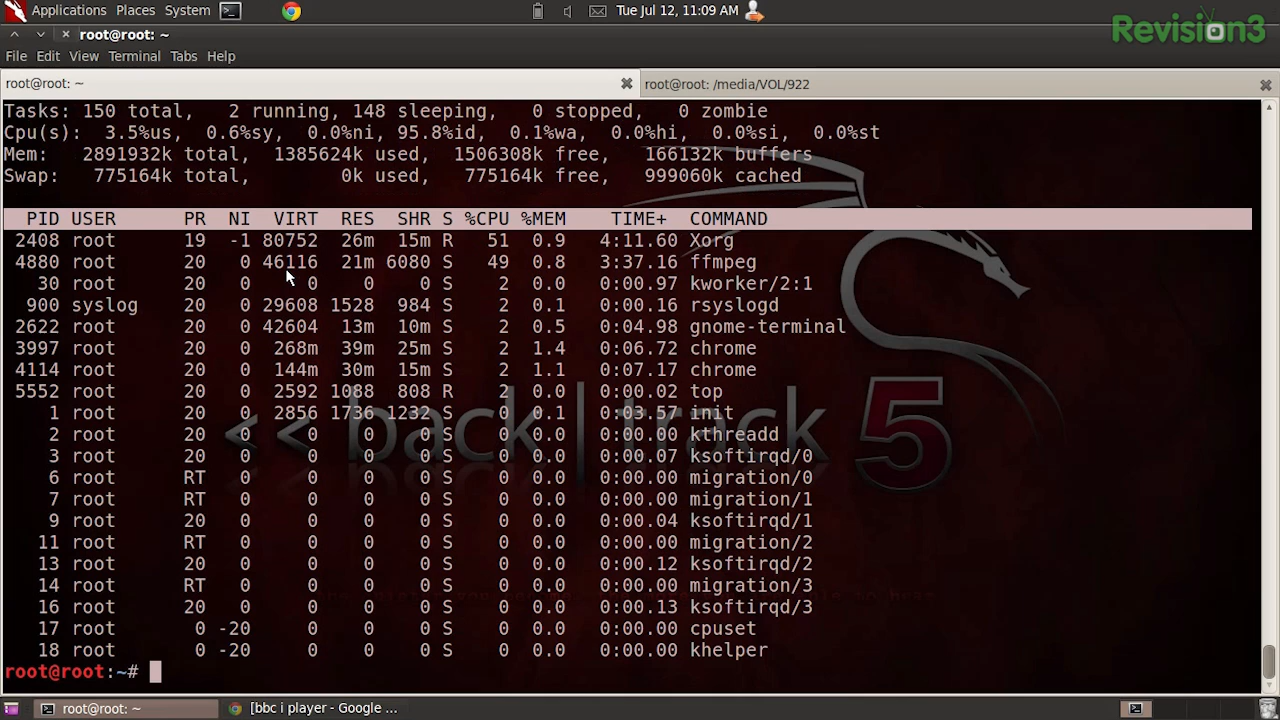 Applications Places System
Tue Jul 12, 11:09 AM
Revision3
root@root: ~
File Edit View Terminal Tabs Help
root@root: ~
root@root: /media/VOL/922
Tasks: 150 total, 2 running, 148 sleeping, 0 stopped, 0 zombie
Cpu(s): 3.5%us, 0.6%sy, 0.0%ni, 95.8%id, 0.1%wa, 0.0%hi, 0.0%si, 0.0%st
Mem: 2891932k total, 1385624k used, 1506308k free, 166132k buffers
Swap: 775164k total, 0k used, 775164k free, 999060k cached
PID USER PR NI VIRT RES SHR S %CPU %MEM TIME+ COMMAND
2408 root 19 -1 80752 26m 15m R 51 0.9 4:11.60 Xorg
4880 root 20 0 46116 21m 6080 S 49 0.8 3:37.16 ffmpeg
30 root 20 0 0 0 0 S 2 0.0 0:00.97 kworker/2:1
900 syslog 20 0 29608 1528 984 S 2 0.1 0:00.16 rsyslogd
2622 root 20 0 42604 13m 10m S 2 0.5 0:04.98 gnome-terminal
3997 root 20 0 268m 39m 25m S 2 1.4 0:06.72 chrome
4114 root 20 0 144m 30m 15m S 2 1.1 0:07.17 chrome
5552 root 20 0 2592 1088 808 R 2 0.0 0:00.02 top
1 root 20 0 2856 1736 1232 S 0 0.1 0:03.57 init
2 root 20 0 0 0 0 S 0 0.0 0:00.00 kthreadd
3 root 20 0 0 0 0 S 0 0.0 0:00.07 ksoftirqd/0
6 root RT 0 0 0 0 S 0 0.0 0:00.00 migration/0
7 root RT 0 0 0 0 S 0 0.0 0:00.00 migration/1
9 root 20 0 0 0 0 S 0 0.0 0:00.04 ksoftirqd/1
11 root RT 0 0 0 0 S 0 0.0 0:00.00 migration/2
13 root 20 0 0 0 0 S 0 0.0 0:00.12 ksoftirqd/2
14 root RT 0 0 0 0 S 0 0.0 0:00.00 migration/3
16 root 20 0 0 0 0 S 0 0.0 0:00.13 ksoftirqd/3
17 root 0 -20 0 0 0 S 0 0.0 0:00.00 cpuset
18 root 0 -20 0 0 0 S 0 0.0 0:00.00 khelper
root@root:~#
<< back | track 5
root@root: ~
[bbc i player - Google ...